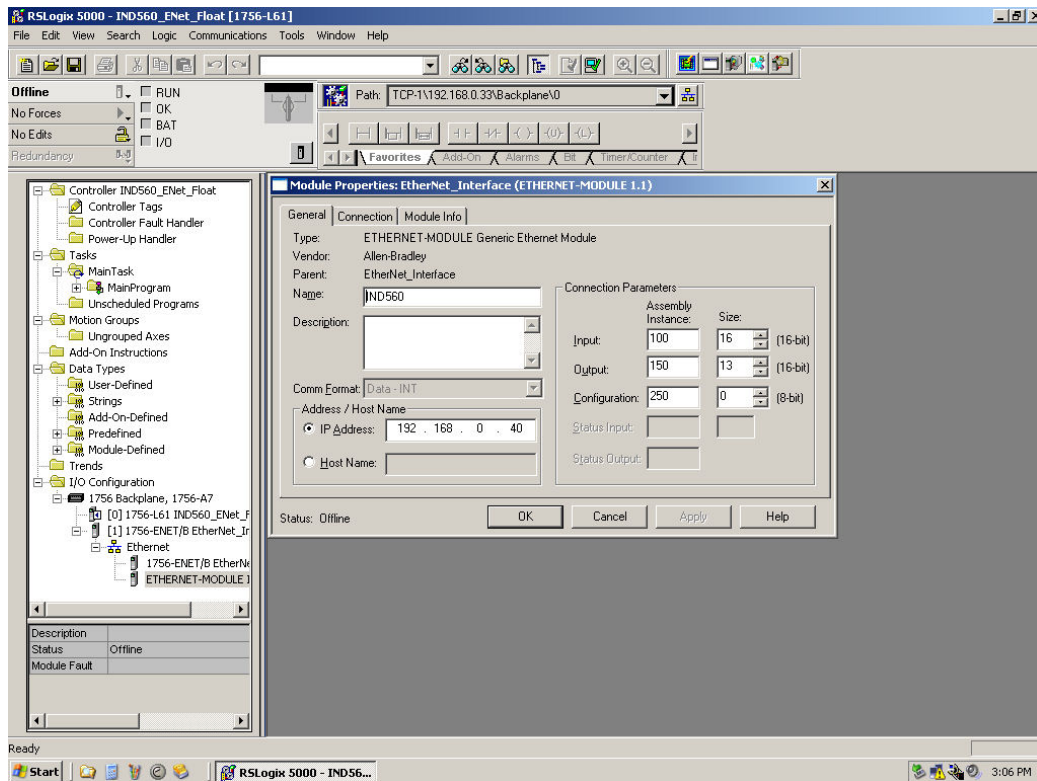 RSLogix 5000 - IND560_ENet_Float [1756-L61]
File Edit View Search Logic Communications Tools Window Help
Offline
RUN
No Forces
OK
No Edits
BAT
Redundancy
I/O
Path: TCP-1\192.168.0.33\Backplane\0
Favorites Add-On Alarms Bit Timer/Counter
Controller IND560_ENet_Float
Controller Tags
Controller Fault Handler
Power-Up Handler
Tasks
MainTask
MainProgram
Unscheduled Programs
Motion Groups
Ungrouped Axes
Add-On Instructions
Data Types
User-Defined
Strings
Add-On-Defined
Predefined
Module-Defined
Trends
I/O Configuration
1756 Backplane, 1756-A7
[0] 1756-L61 IND560_ENet_F
[1] 1756-ENET/B EtherNet_Ir
Ethernet
1756-ENET/B EtherNe
ETHERNET-MODULE I
Description
Status Offline
Module Fault
Module Properties: EtherNet_Interface (ETHERNET-MODULE 1.1)
General Connection Module Info
Type: ETHERNET-MODULE Generic Ethernet Module
Vendor: Allen-Bradley
Parent: EtherNet_Interface
Name: IND560
Description:
Comm Format: Data - INT
Address / Host Name
IP Address: 192 . 168 . 0 . 40
Host Name:
Connection Parameters
Assembly
Instance: Size:
Input: 100 16 (16-bit)
Output: 150 13 (16-bit)
Configuration: 250 0 (8-bit)
Status Input:
Status Output:
Status: Offline
OK Cancel Apply Help
Ready
Start RSLogix 5000 - IND56... 3:06 PM